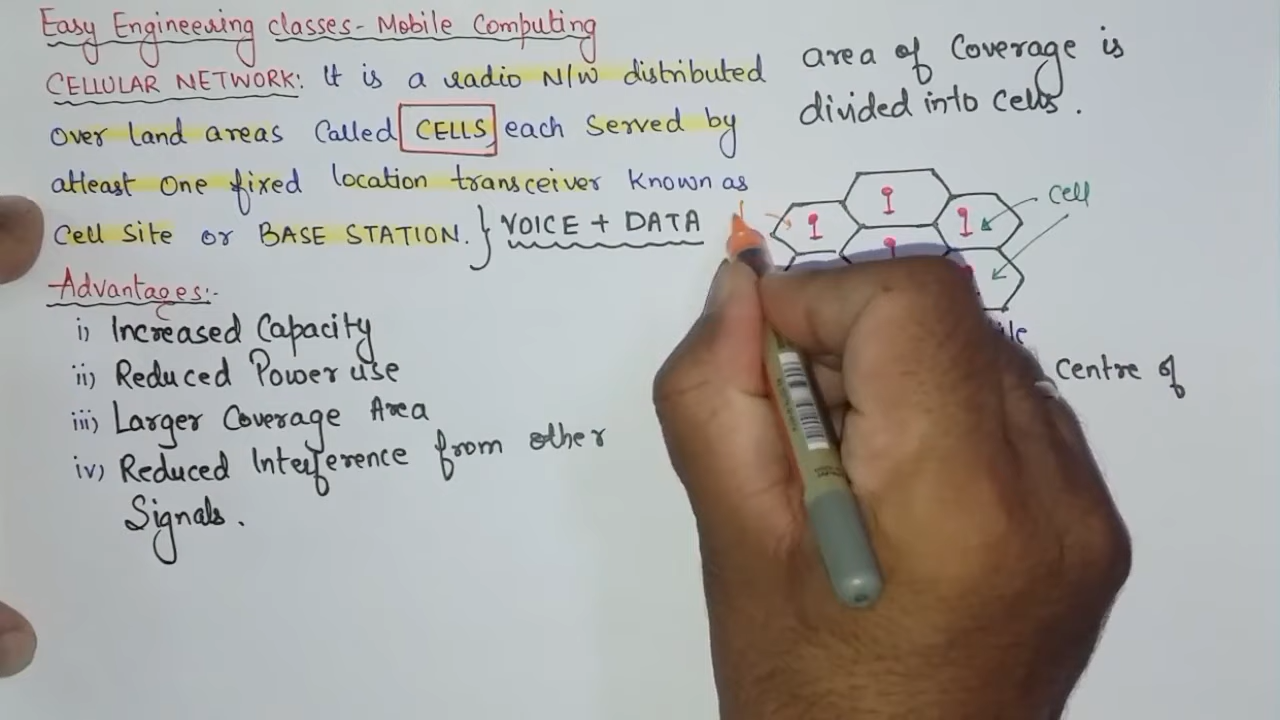 Easy Engineering classes- Mobile Computing
CELLULAR NETWORK: It is a radio N/W distributed
over land areas Called CELLS each Served by
atleast One fixed location transceiver Known as
Cell Site or BASE STATION. } VOICE + DATA
Advantages:-
i) Increased Capacity
ii) Reduced Power use
iii) Larger Coverage Area
iv) Reduced Interference from other
Signals.
area of Coverage is
divided into Cells.
Cell
Centre of